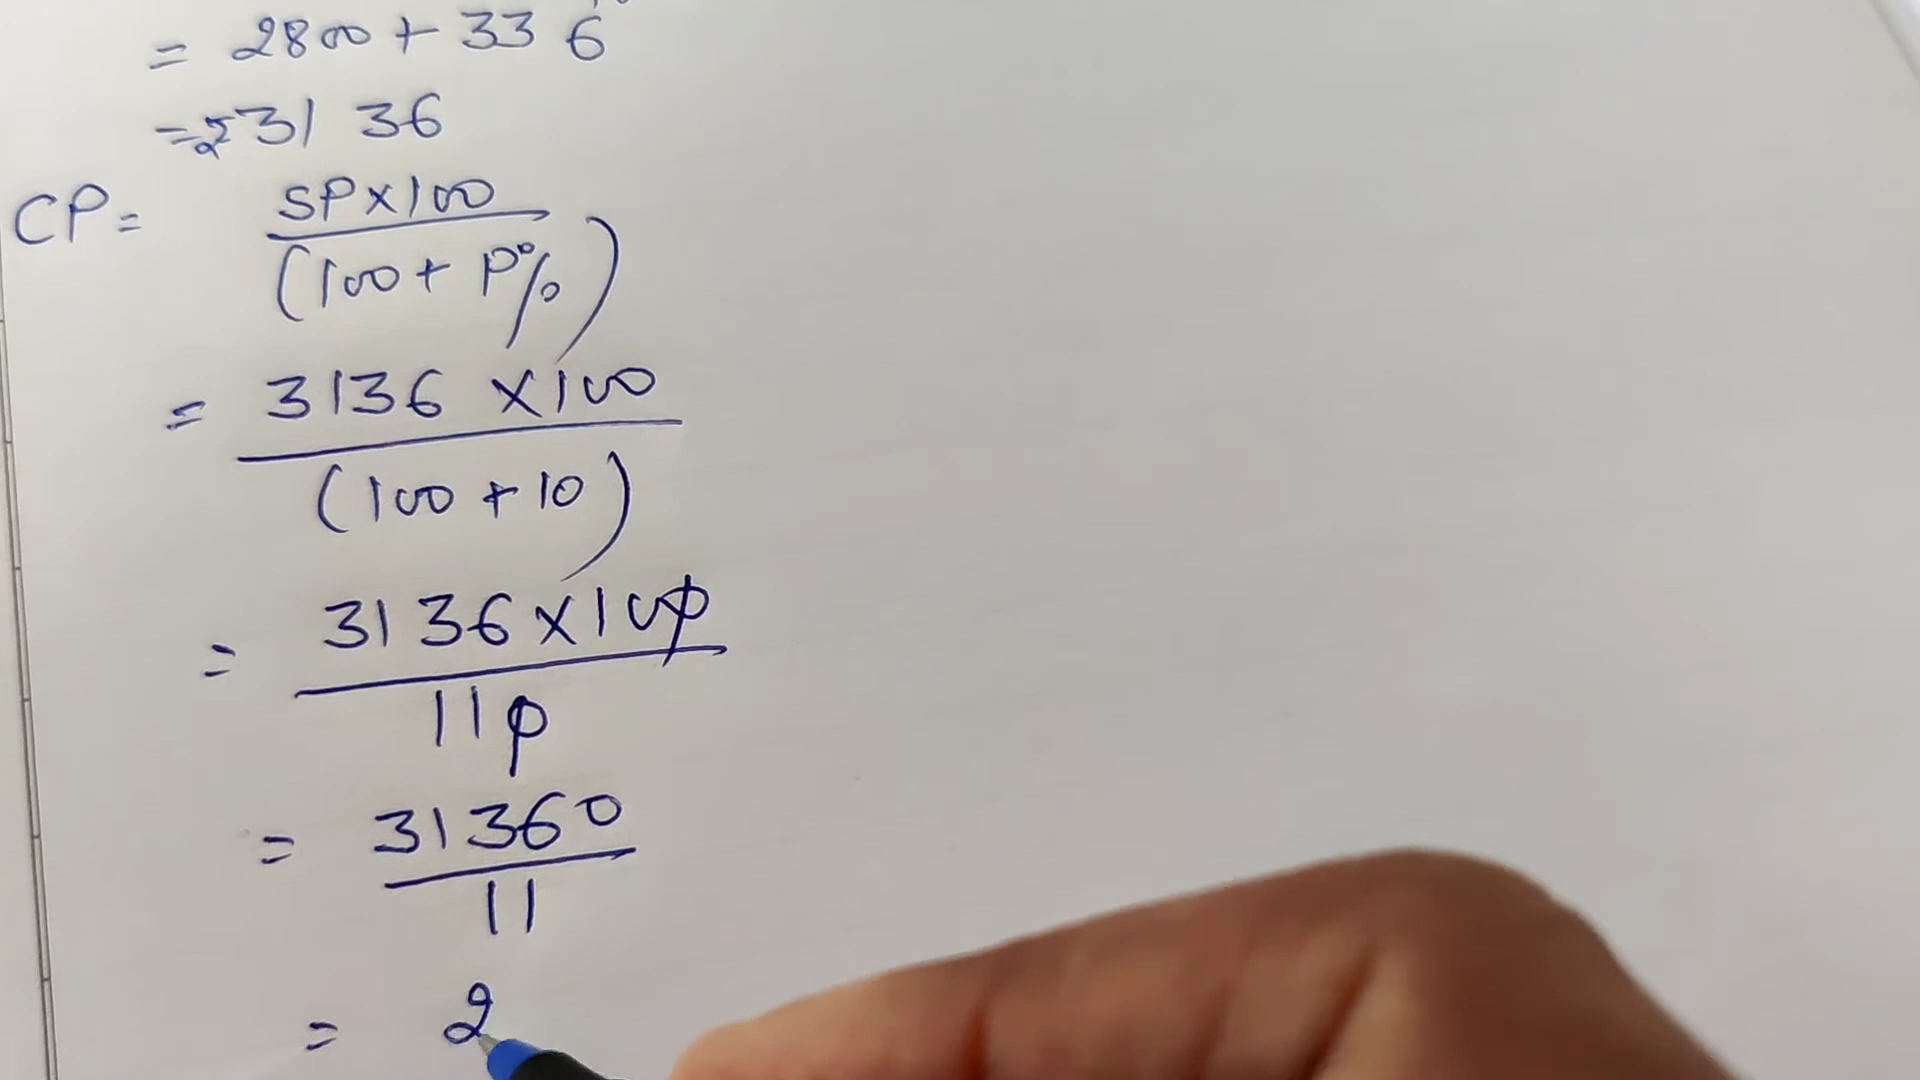 = 2800 + 336
= ₹ 3136
CP = SP×100
(100 + P%)
= 3136 ×100
(100 + 10)
= 3136 × 100
110
= 31360
11
= 2